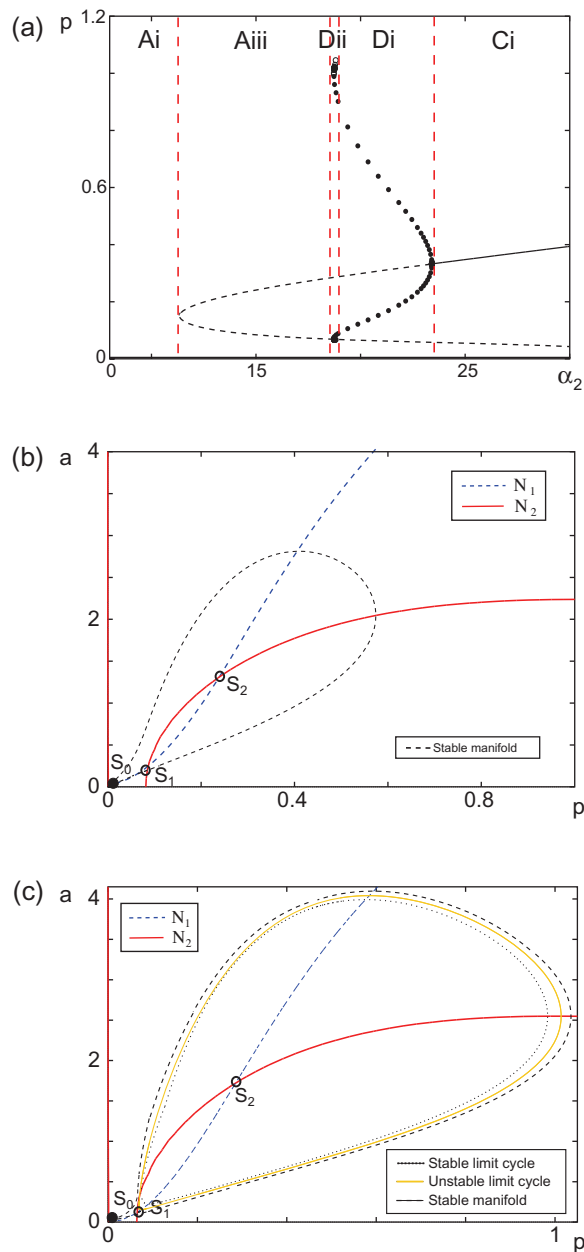 (a)
p
1.2
0.6
0
Ai
Aiii
Dii
Di
Ci
0
15
25
α2
(b)
a
4
2
0
N1
N2
S2
S0
S1
Stable manifold
0
0.4
0.8
p
(c)
a
4
2
0
N1
N2
S2
S0
S1
Stable limit cycle
Unstable limit cycle
Stable manifold
0
1
p